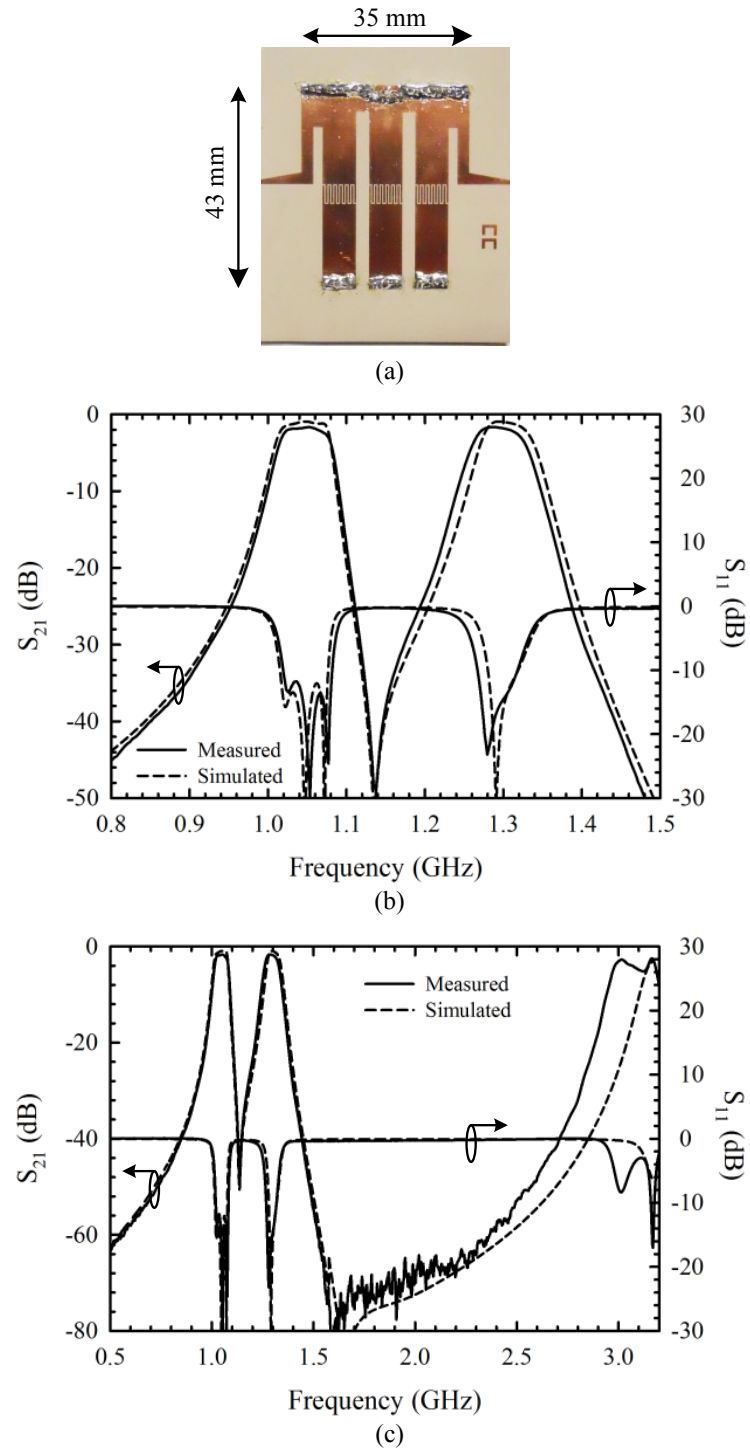 35 mm
43 mm
(a)
0
-10
-20
-30
-40
-50
30
20
10
0
-10
-20
-30
S21 (dB)
S11 (dB)
Measured
Simulated
0.8 0.9 1.0 1.1 1.2 1.3 1.4 1.5
Frequency (GHz)
(b)
0
-20
-40
-60
-80
30
20
10
0
-10
-20
-30
S21 (dB)
S11 (dB)
Measured
Simulated
0.5 1.0 1.5 2.0 2.5 3.0
Frequency (GHz)
(c)